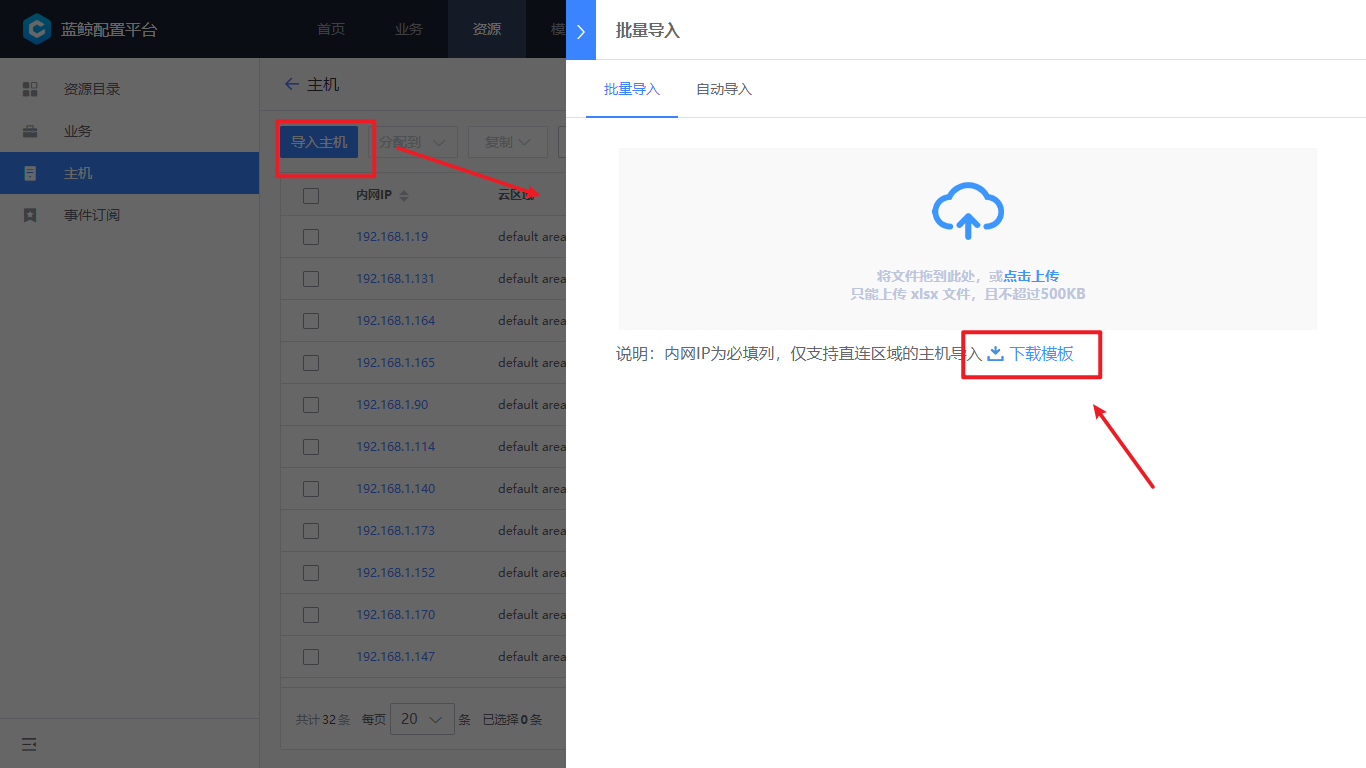 蓝鲸配置平台
首页
业务
资源
资源目录
业务
主机
事件订阅
主机
导入主机
分配到
复制
内网IP
云区域
192.168.1.19
default area
192.168.1.131
default area
192.168.1.164
default area
192.168.1.165
default area
192.168.1.90
default area
192.168.1.114
default area
192.168.1.140
default area
192.168.1.173
default area
192.168.1.152
default area
192.168.1.170
default area
192.168.1.147
default area
共计32条 每页 20 条 已选择0条
批量导入
批量导入
自动导入
将文件拖到此处，或点击上传
只能上传 xlsx 文件，且不超过500KB
说明：内网IP为必填列，仅支持直连区域的主机导入 下载模板